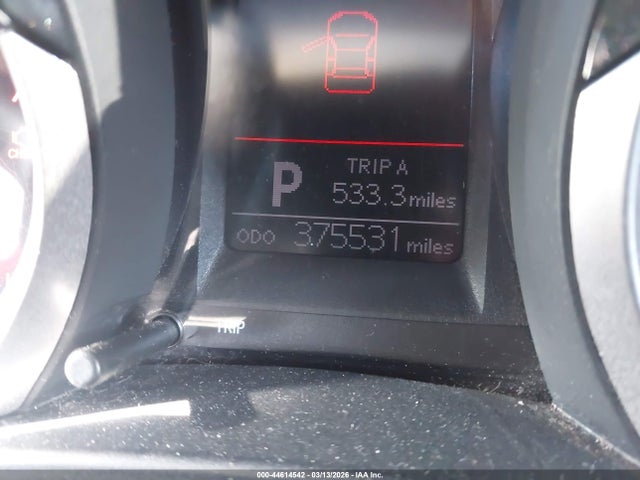 P
TRIP A
533.3 miles
ODO 375531 miles
TRIP
000-44614542 - 03/13/2026 - IAA Inc.